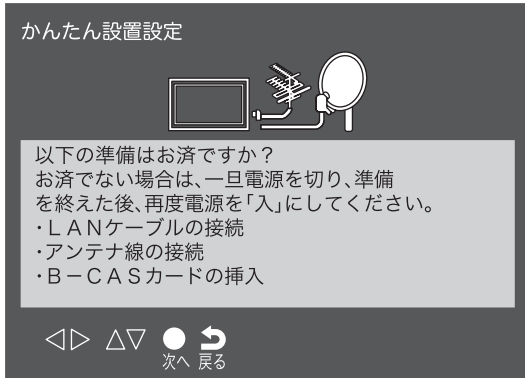 かんたん設置設定
以下の準備はお済ですか？
お済でない場合は、一旦電源を切り、準備
を終えた後、再度電源を「入」にしてください。
・ＬＡＮケーブルの接続
・アンテナ線の接続
・Ｂ－ＣＡＳカードの挿入
◁▷ △▽ ● 次へ 戻る